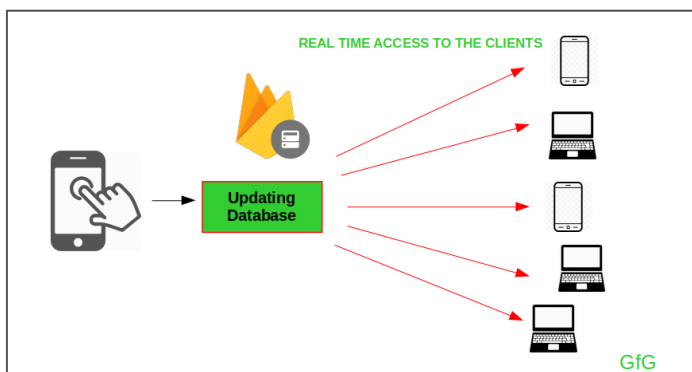 REAL TIME ACCESS TO THE CLIENTS
Updating
Database
GfG